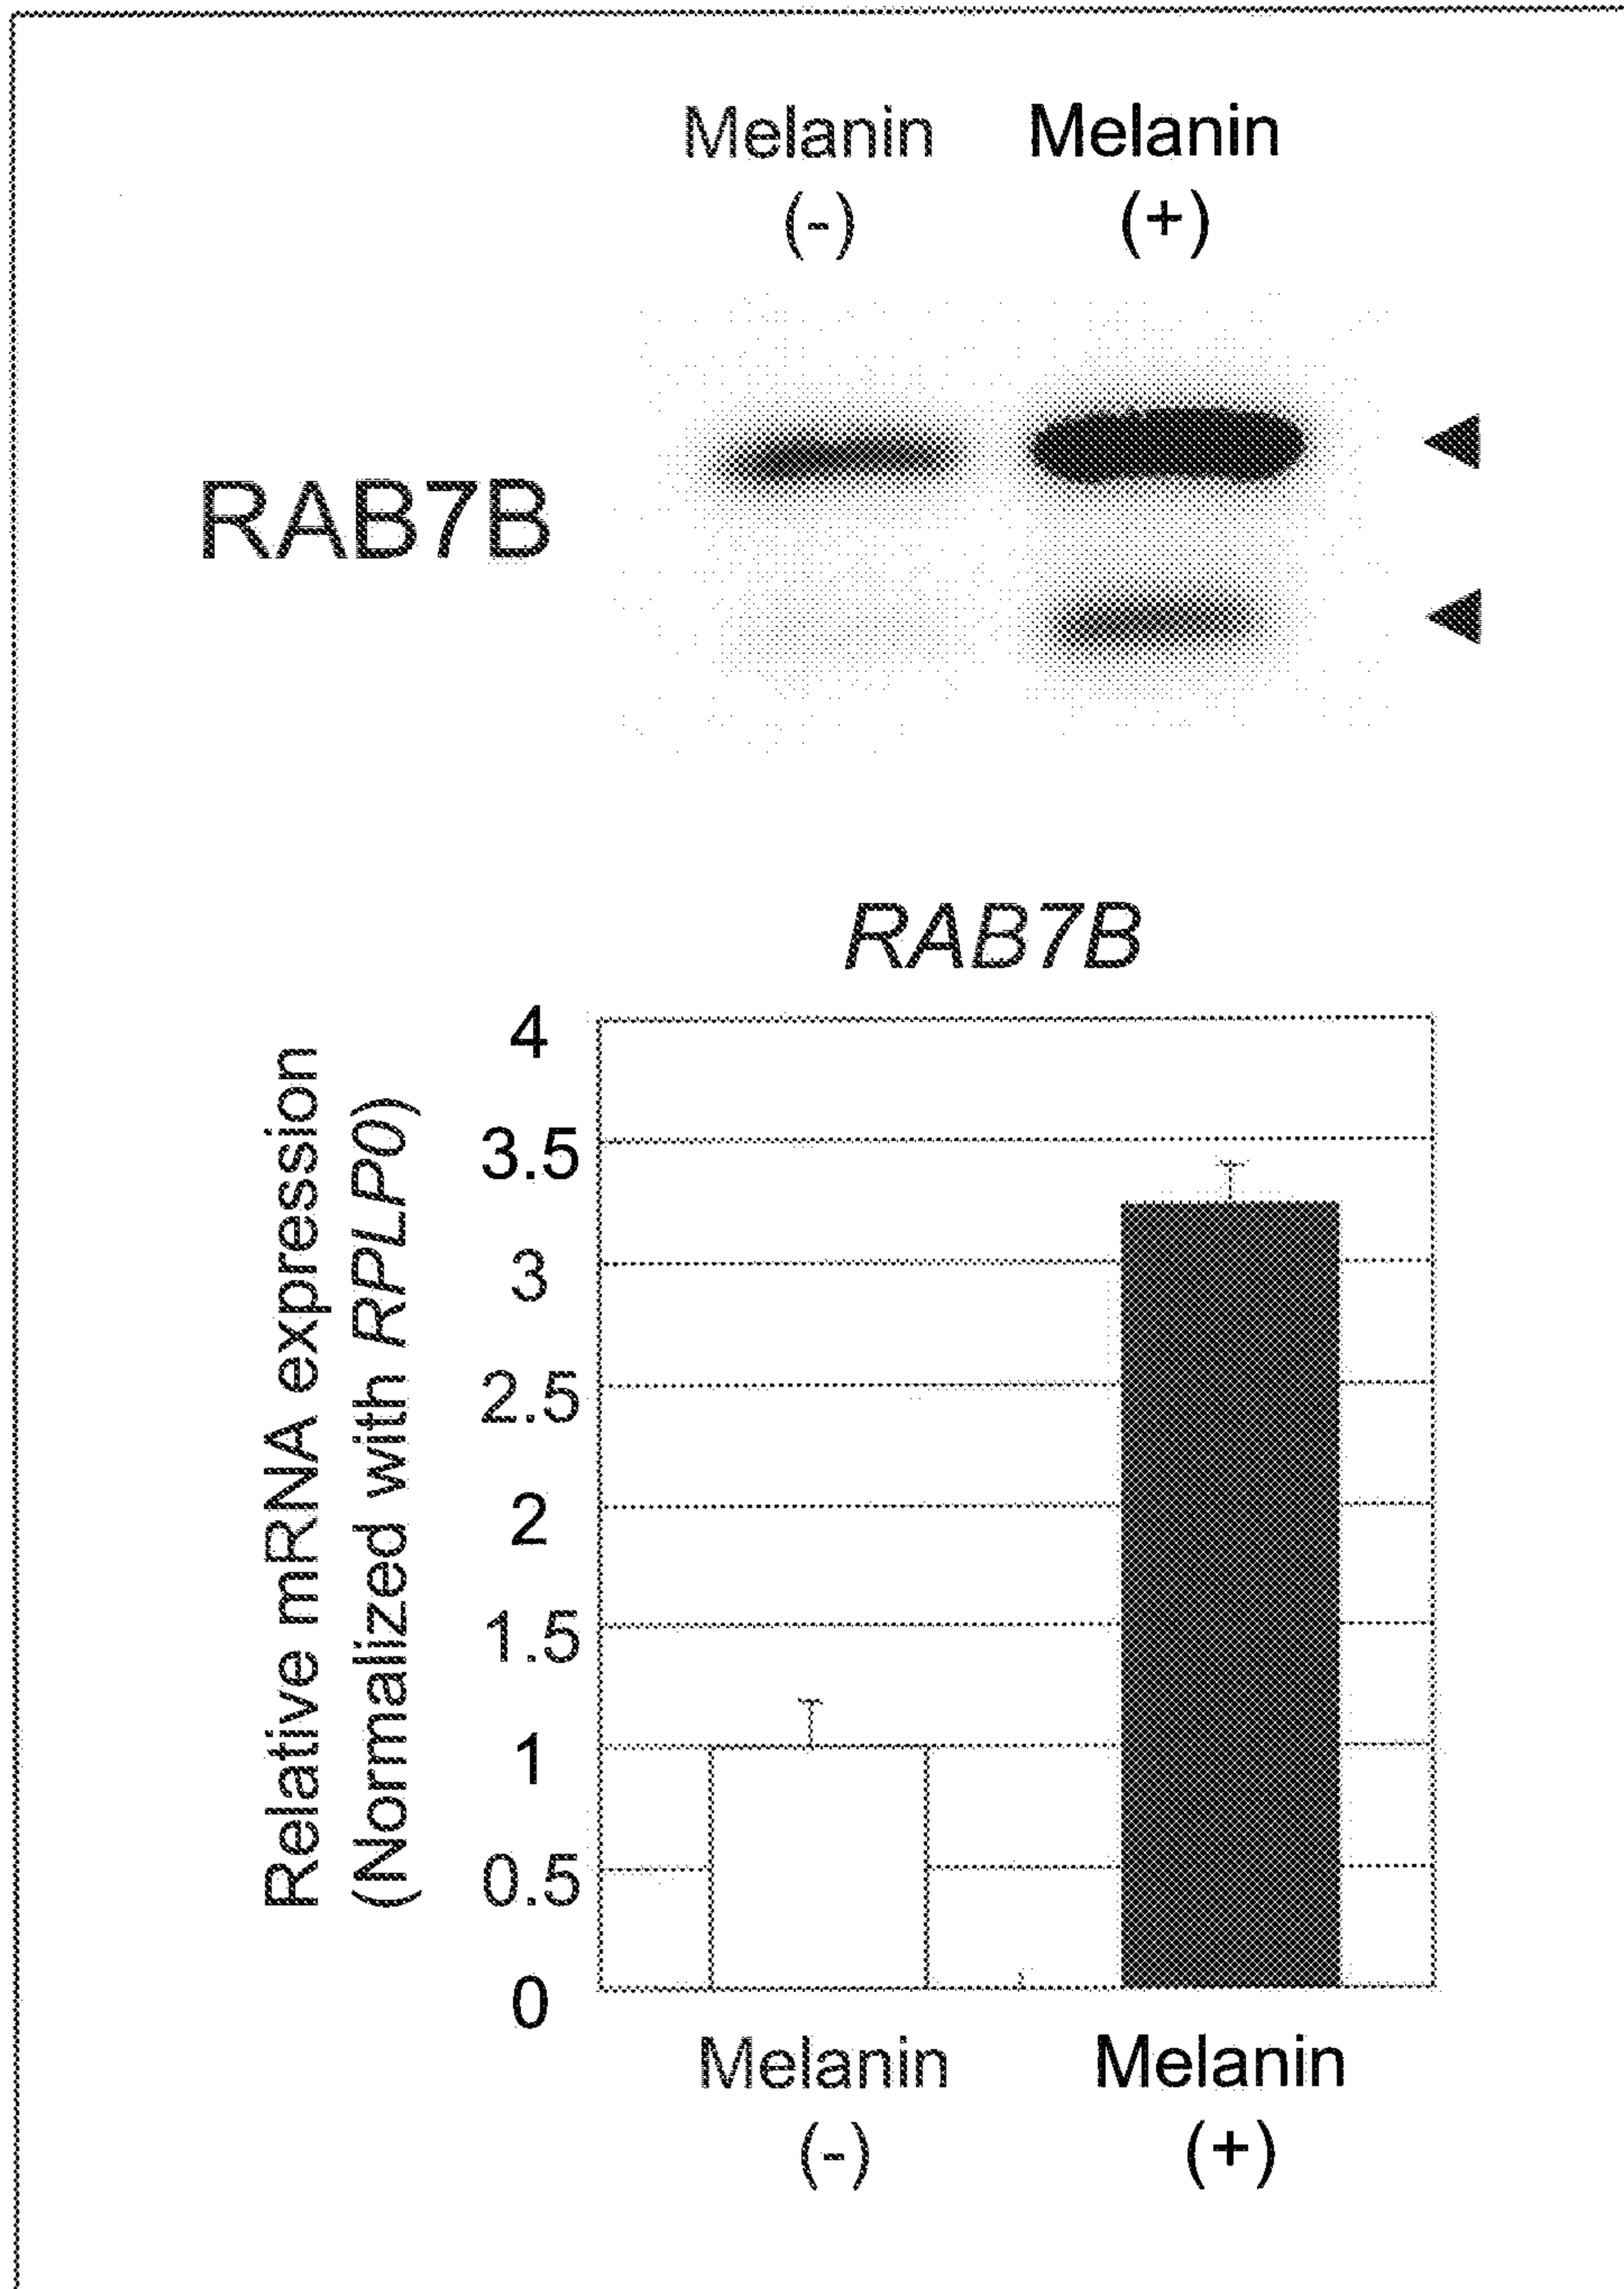 Melanin Melanin
(-) (+)
RAB7B
RAB7B
Relative mRNA expression
(Normalized with RPLP0)
4
3.5
3
2.5
2
1.5
1
0.5
0
Melanin Melanin
(-) (+)